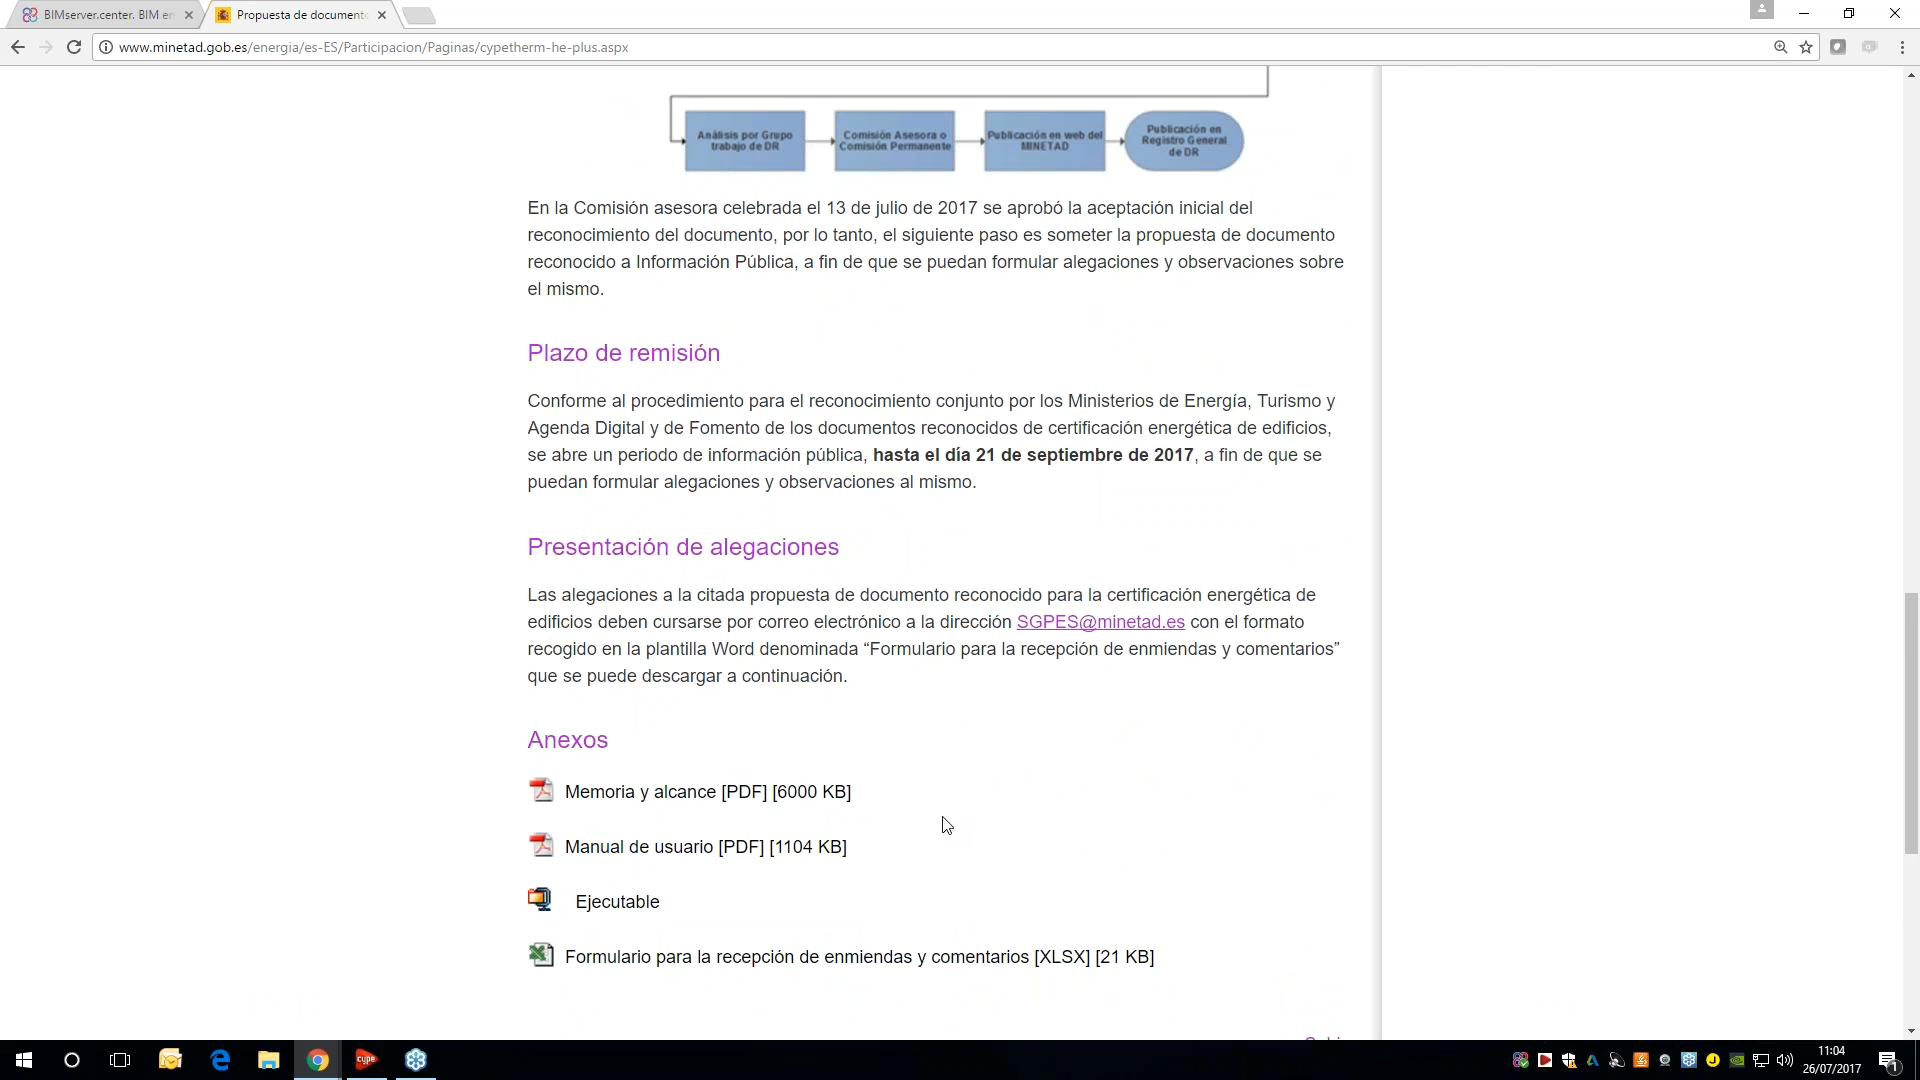 BIMserver.center. BIM en
Propuesta de documento
www.minetad.gob.es/energia/es-ES/Participacion/Paginas/cypetherm-he-plus.aspx
Análisis por Grupo
trabajo de DR
Comisión Asesora o
Comisión Permanente
Publicación en web del
MINETAD
Publicación en
Registro General
de DR
En la Comisión asesora celebrada el 13 de julio de 2017 se aprobó la aceptación inicial del
reconocimiento del documento, por lo tanto, el siguiente paso es someter la propuesta de documento
reconocido a Información Pública, a fin de que se puedan formular alegaciones y observaciones sobre
el mismo.
Plazo de remisión
Conforme al procedimiento para el reconocimiento conjunto por los Ministerios de Energía, Turismo y
Agenda Digital y de Fomento de los documentos reconocidos de certificación energética de edificios,
se abre un periodo de información pública, hasta el día 21 de septiembre de 2017, a fin de que se
puedan formular alegaciones y observaciones al mismo.
Presentación de alegaciones
Las alegaciones a la citada propuesta de documento reconocido para la certificación energética de
edificios deben cursarse por correo electrónico a la dirección SGPES@minetad.es con el formato
recogido en la plantilla Word denominada “Formulario para la recepción de enmiendas y comentarios”
que se puede descargar a continuación.
Anexos
Memoria y alcance [PDF] [6000 KB]
Manual de usuario [PDF] [1104 KB]
Ejecutable
Formulario para la recepción de enmiendas y comentarios [XLSX] [21 KB]
cype
11:04
26/07/2017
1